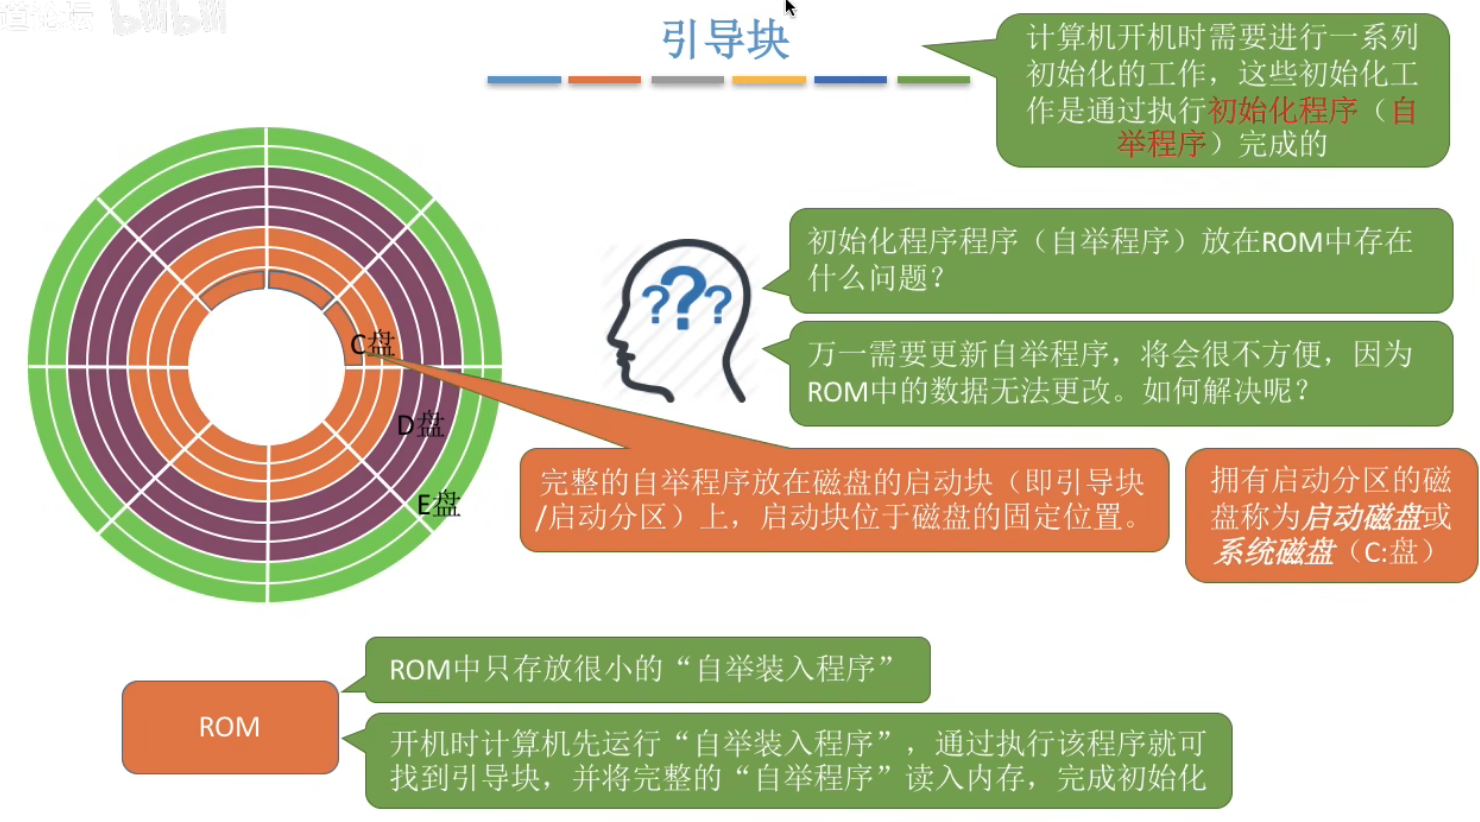 道论坛 bilibili
引导块
计算机开机时需要进行一系列
初始化的工作，这些初始化工
作是通过执行初始化程序（自
举程序）完成的
初始化程序程序（自举程序）放在ROM中存在
什么问题？
???
万一需要更新自举程序，将会很不方便，因为
ROM中的数据无法更改。如何解决呢？
C盘
D盘
E盘
完整的自举程序放在磁盘的启动块（即引导块
/启动分区）上，启动块位于磁盘的固定位置。
拥有启动分区的磁
盘称为启动磁盘或
系统磁盘（C:盘）
ROM中只存放很小的“自举装入程序”
ROM
开机时计算机先运行“自举装入程序”，通过执行该程序就可
找到引导块，并将完整的“自举程序”读入内存，完成初始化